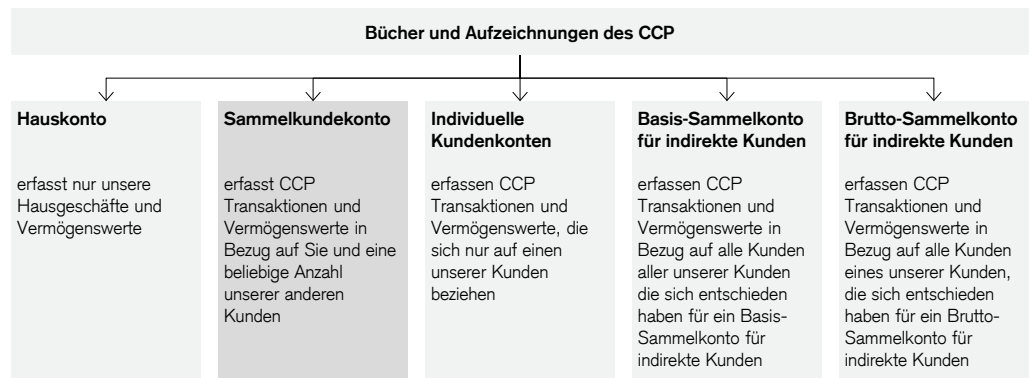 Bücher und Aufzeichnungen des CCP
Hauskonto
erfasst nur unsere
Hausgeschäfte und
Vermögenswerte
Sammelkundekonto
erfasst CCP
Transaktionen und
Vermögenswerte in
Bezug auf Sie und eine
beliebige Anzahl
unserer anderen
Kunden
Individuelle
Kundenkonten
erfassen CCP
Transaktionen und
Vermögenswerte, die
sich nur auf einen
unserer Kunden
beziehen
Basis-Sammelkonto
für indirekte Kunden
erfassen CCP
Transaktionen und
Vermögenswerte in
Bezug auf alle Kunden
aller unserer Kunden
die sich entschieden
haben für ein Basis-
Sammelkonto für
indirekte Kunden
Brutto-Sammelkonto
für indirekte Kunden
erfassen CCP
Transaktionen und
Vermögenswerte in
Bezug auf alle Kunden
eines unserer Kunden,
die sich entschieden
haben für ein Brutto-
Sammelkonto für
indirekte Kunden